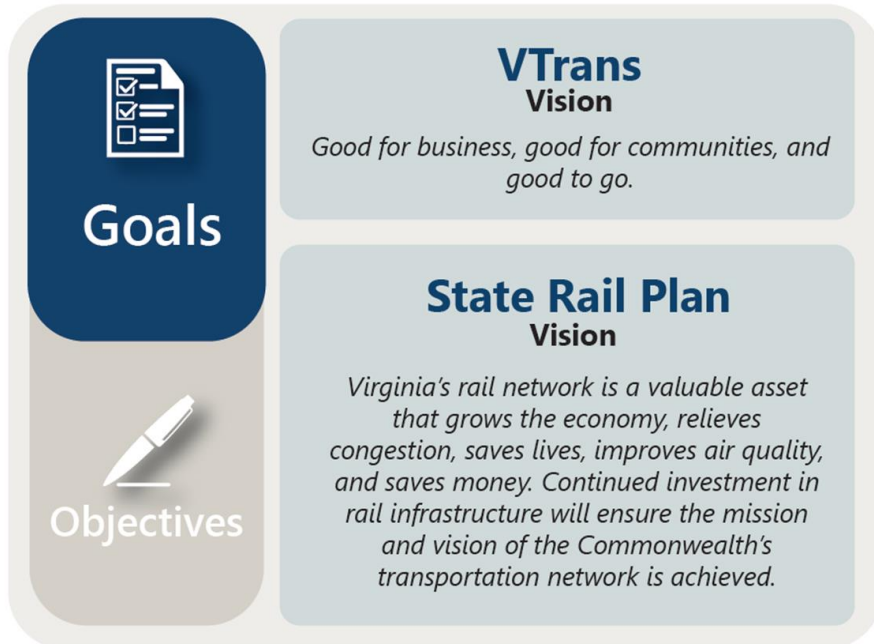 Goals
Objectives
VTrans
Vision
Good for business, good for communities, and
good to go.
State Rail Plan
Vision
Virginia’s rail network is a valuable asset
that grows the economy, relieves
congestion, saves lives, improves air quality,
and saves money. Continued investment in
rail infrastructure will ensure the mission
and vision of the Commonwealth’s
transportation network is achieved.